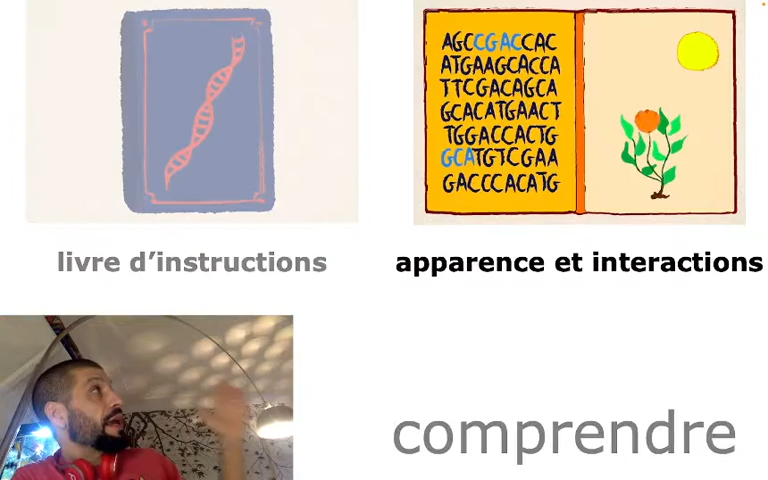 AGCCGACCAC
ATGAAGCACCA
TTCGACAGCA
GCACATGAACT
TGGACCACTG
GCATGTCGAA
GACCCACATG
livre d’instructions
apparence et interactions
comprendre